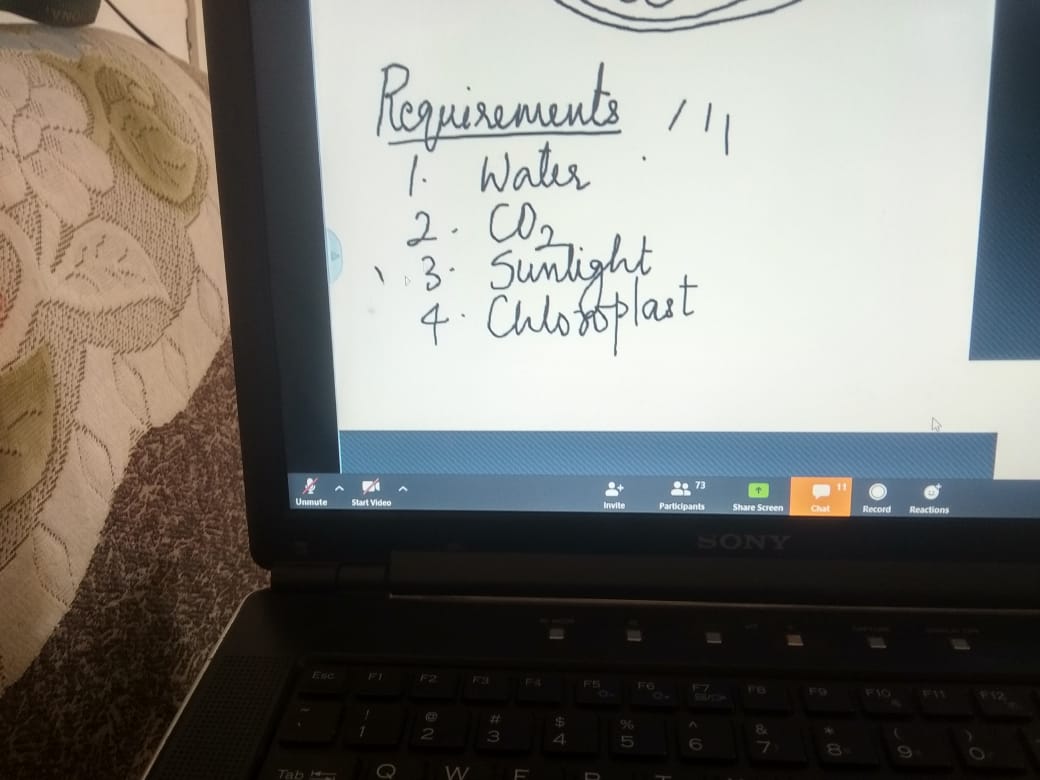 Requirements
1. Water
2. CO2
3. Sunlight
4. Chloroplast
Unmute
Start Video
Invite
73
Participants
Share Screen
11
Chat
Record
Reactions
SONY
Esc F1 F2 F3 F4 F5 F6 F7 F8 F9 F10 F11 F12
~ ! @ # $ % ^ & * ( )
1 2 3 4 5 6 7 8 9 0
Tab Q W E R T